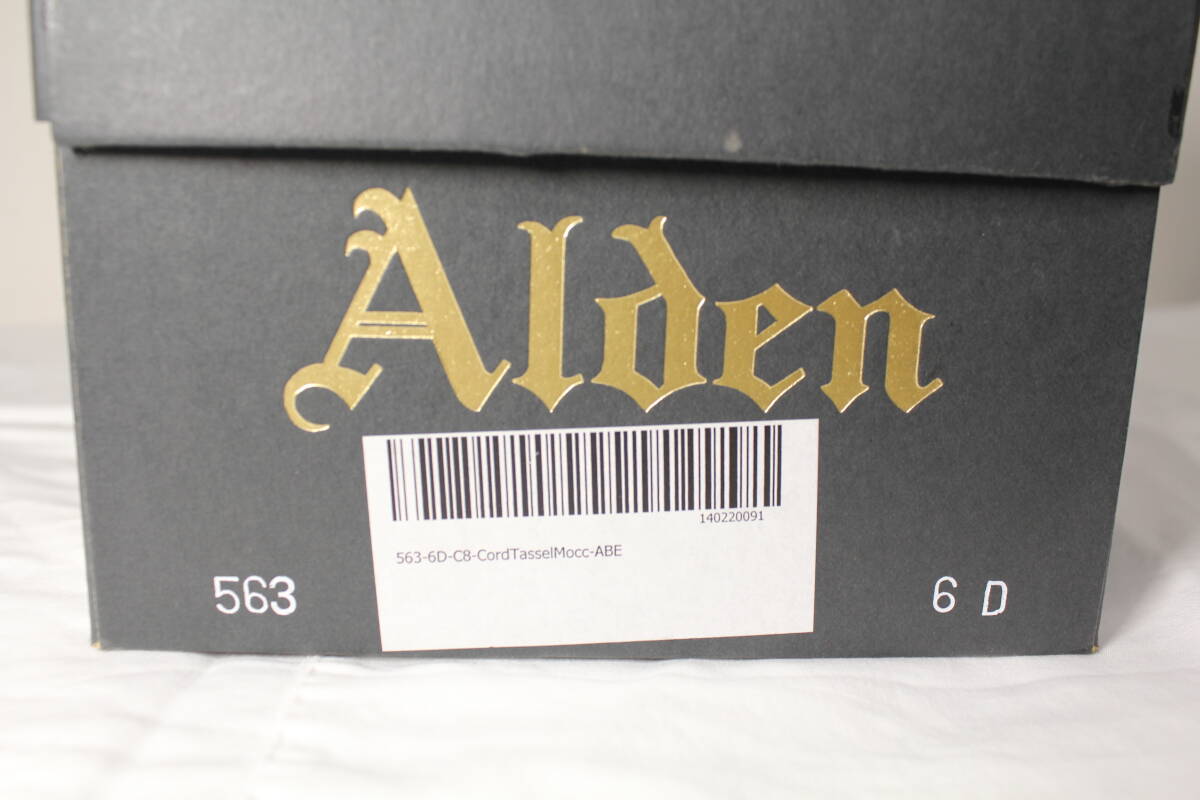 Alden
140220091
563-6D-C8-CordTasselMocc-ABE
563
6 D